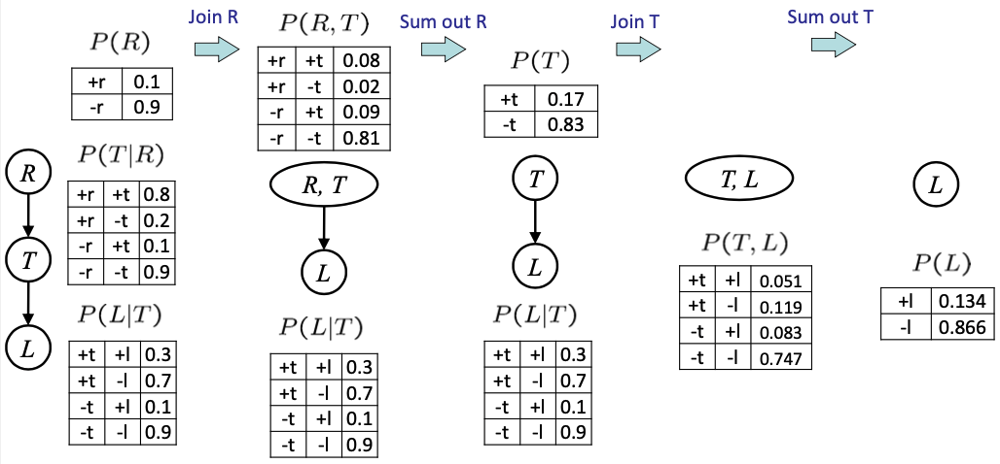 Join R
Sum out R
Join T
Sum out T
P(R)
+r 0.1
-r 0.9
P(T|R)
+r +t 0.8
+r -t 0.2
-r +t 0.1
-r -t 0.9
P(L|T)
+t +l 0.3
+t -l 0.7
-t +l 0.1
-t -l 0.9
R
T
L
P(R, T)
+r +t 0.08
+r -t 0.02
-r +t 0.09
-r -t 0.81
R, T
L
P(L|T)
+t +l 0.3
+t -l 0.7
-t +l 0.1
-t -l 0.9
P(T)
+t 0.17
-t 0.83
T
L
P(L|T)
+t +l 0.3
+t -l 0.7
-t +l 0.1
-t -l 0.9
T, L
P(T, L)
+t +l 0.051
+t -l 0.119
-t +l 0.083
-t -l 0.747
L
P(L)
+l 0.134
-l 0.866